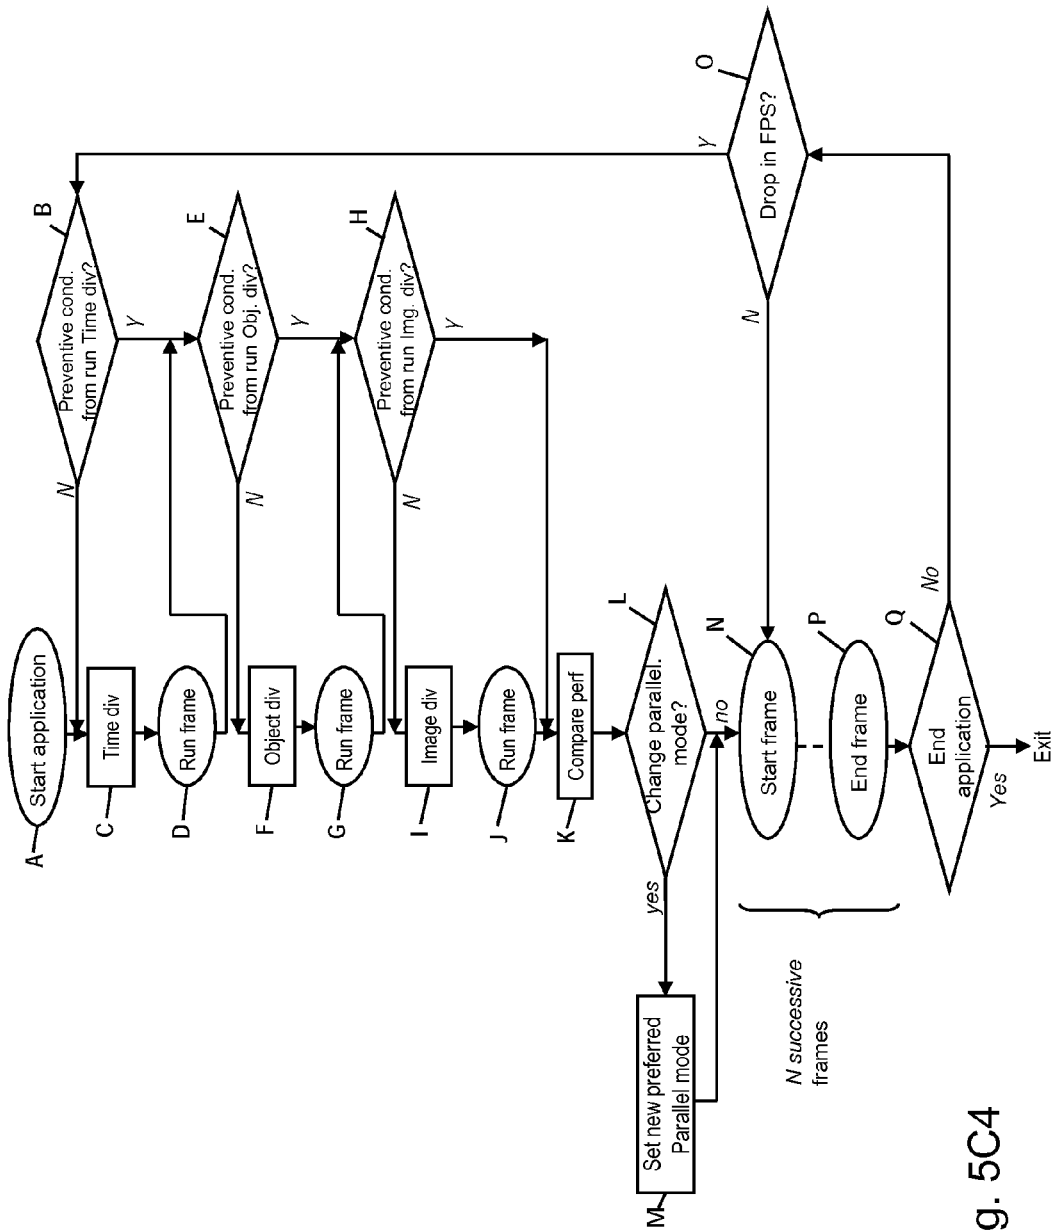 A
Start application
B
Preventive cond.
from run Time div?
N
Y
C
Time div
D
Run frame
E
Preventive cond.
from run Obj. div?
N
Y
F
Object div
G
Run frame
H
Preventive cond.
from run Img. div?
N
Y
I
Image div
J
Run frame
K
Compare perf
L
Change parallel.
mode?
yes
no
M
Set new preferred
Parallel mode
N
Start frame
O
Drop in FPS?
Y
N
P
End frame
N successive
frames
Q
End
application
No
Yes
Exit
g. 5C4